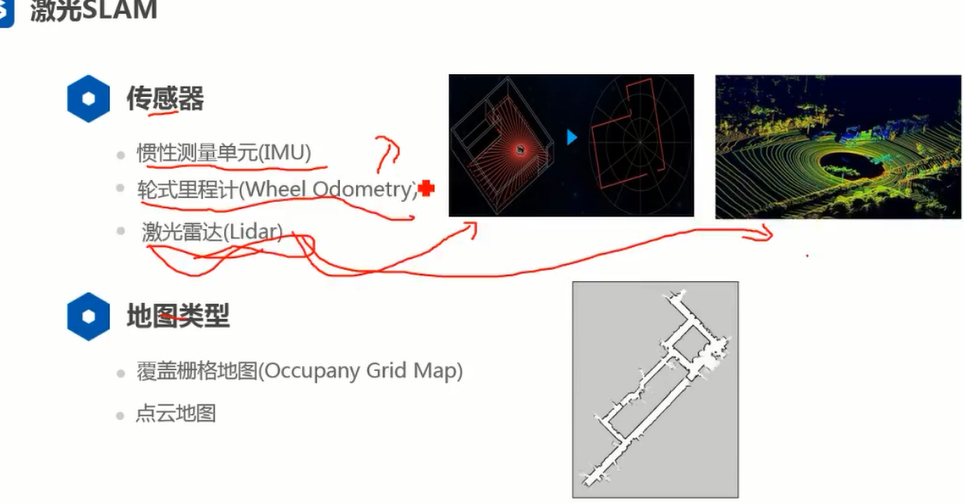 激光SLAM
传感器
惯性测量单元(IMU)
轮式里程计(Wheel Odometry)
激光雷达(Lidar)
地图类型
覆盖栅格地图(Occupany Grid Map)
点云地图